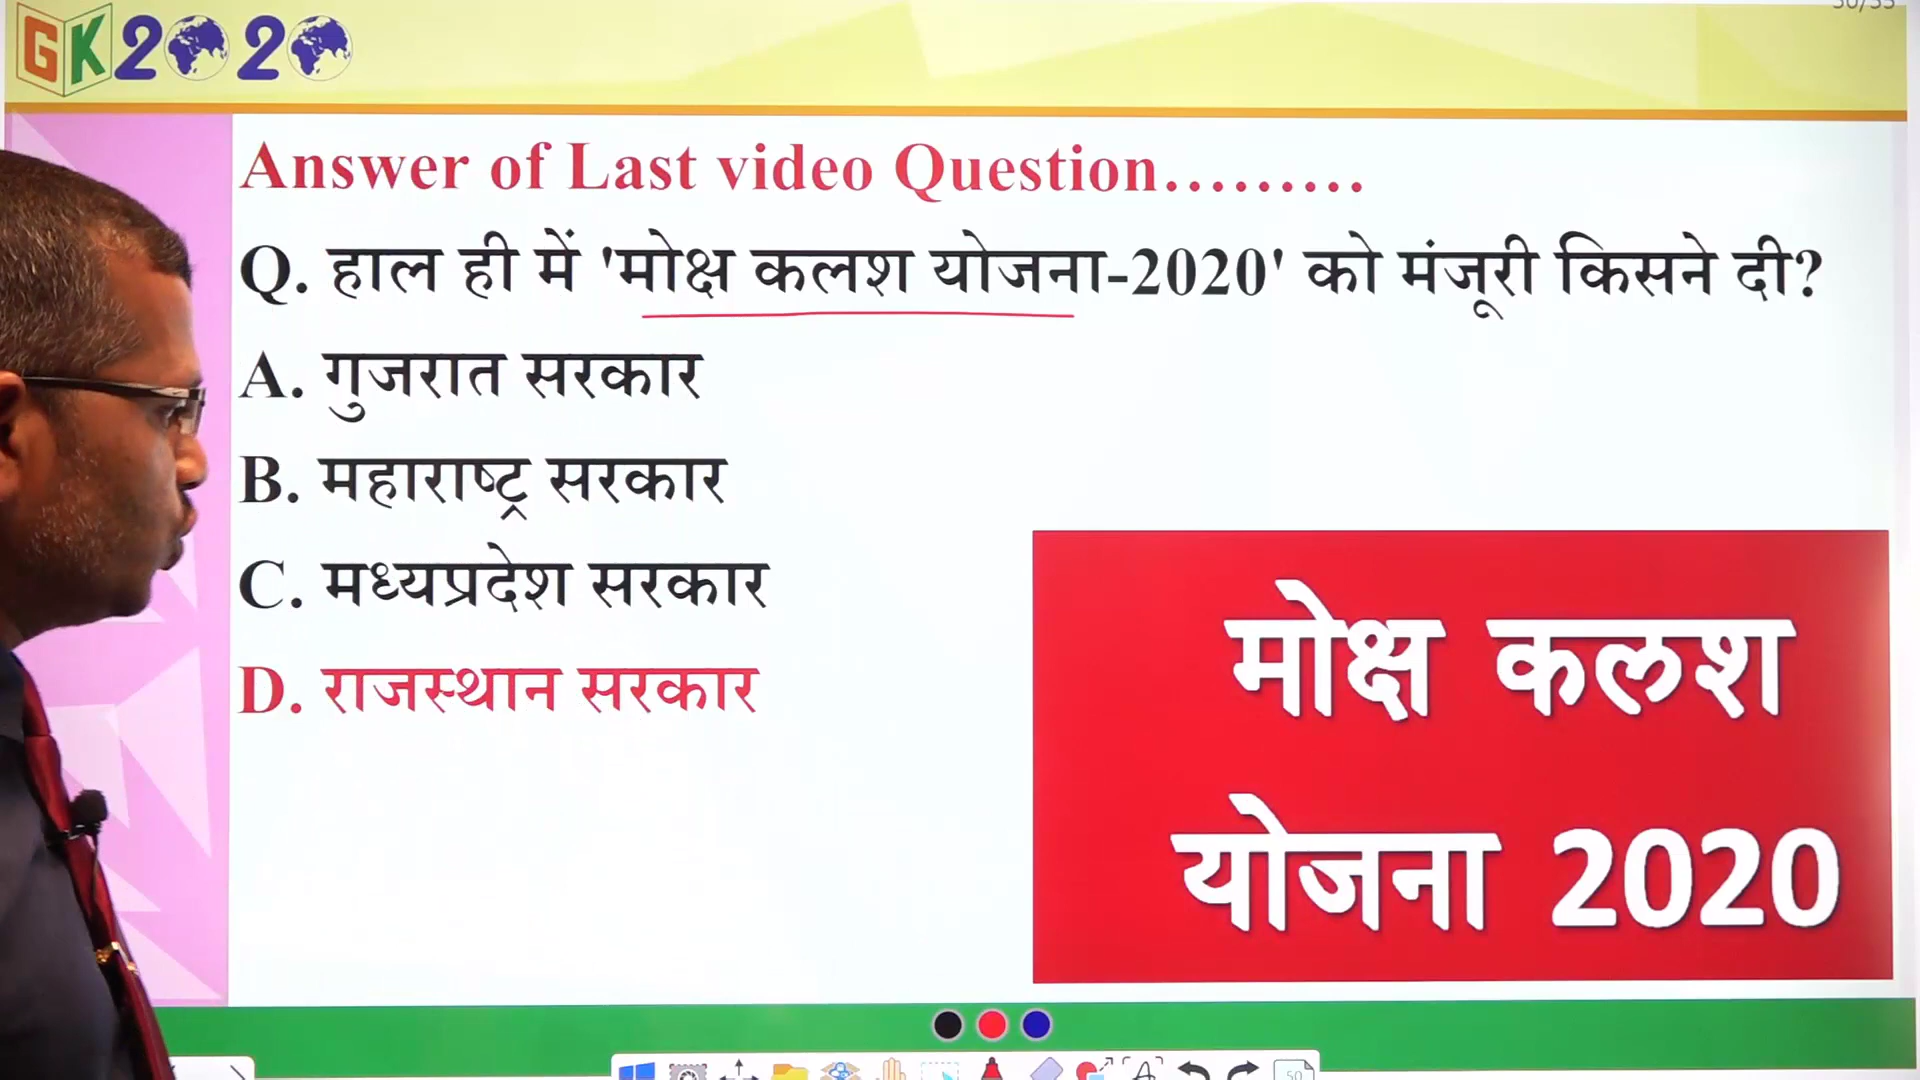 GK2020
Answer of Last video Question.........
Q. हाल ही में 'मोक्ष कलश योजना-2020' को मंजूरी किसने दी?
A. गुजरात सरकार
B. महाराष्ट्र सरकार
C. मध्यप्रदेश सरकार
D. राजस्थान सरकार
मोक्ष कलश
योजना 2020
50